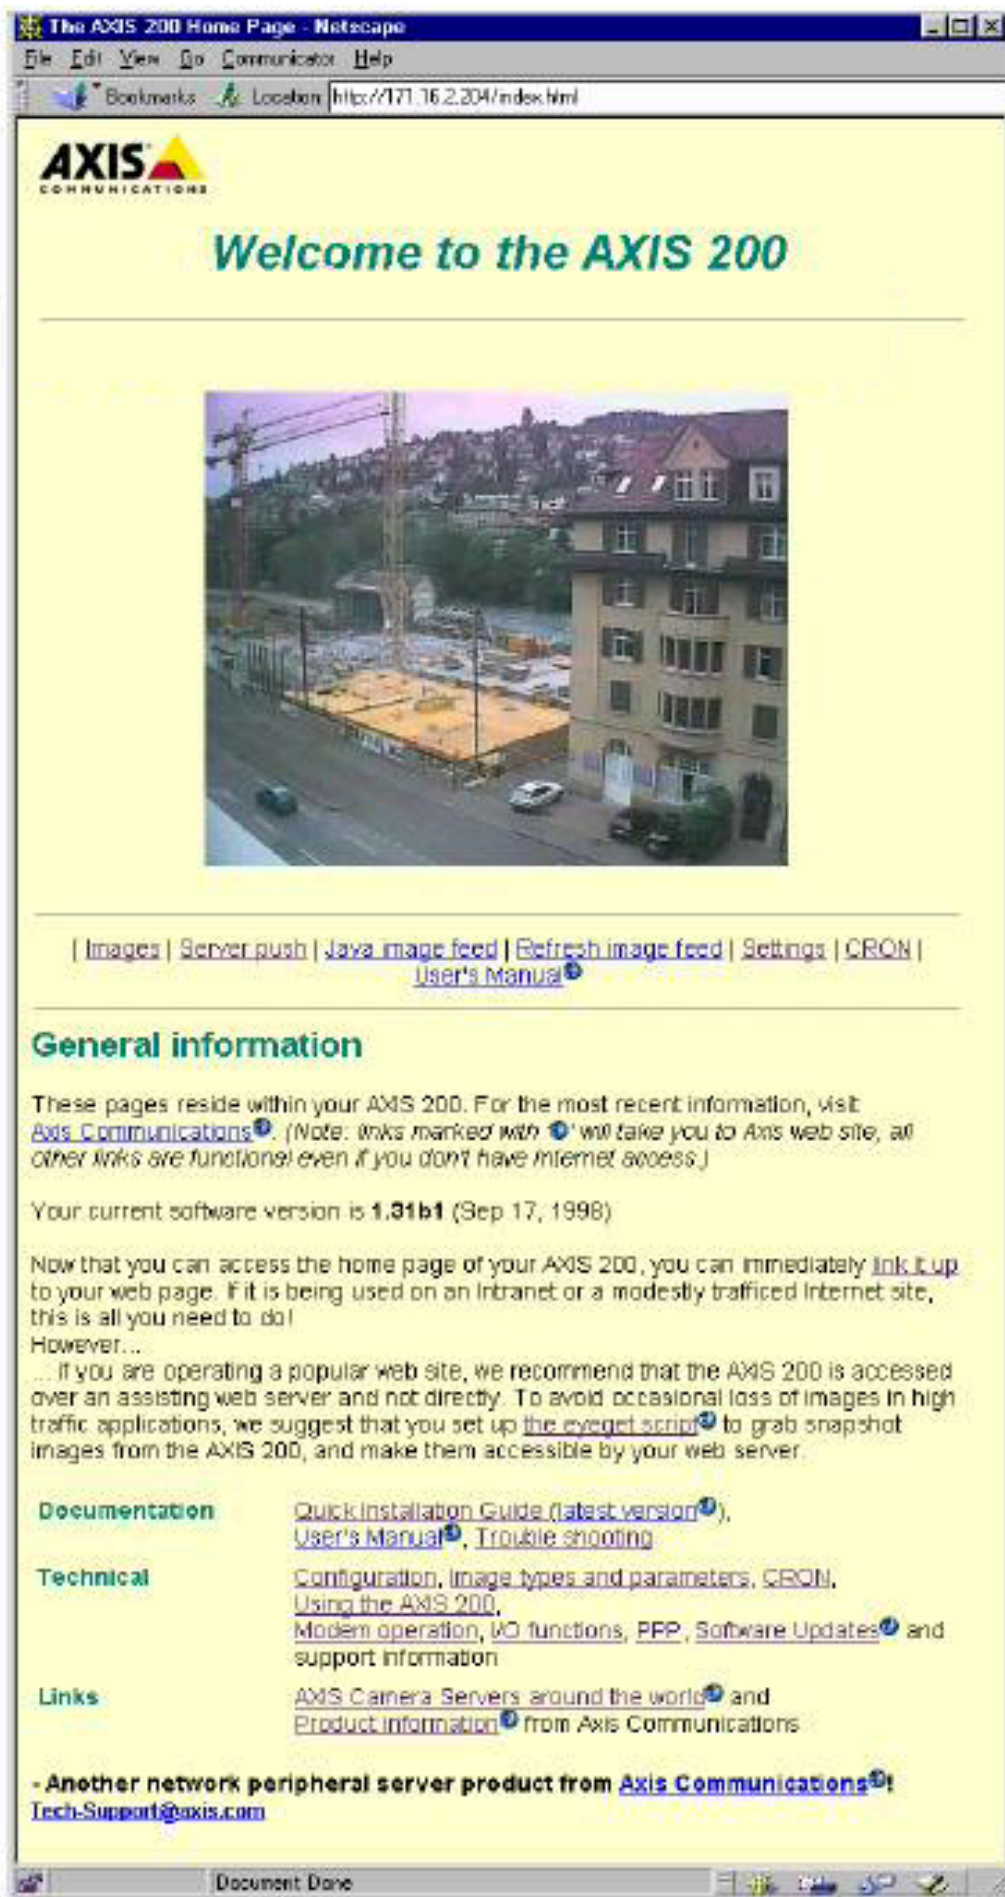 The AXIS 200 Home Page - Netscape
File Edit View Go Communicator Help
Bookmarks Location http://171.16.2.204/index.html
AXIS
COMMUNICATIONS
Welcome to the AXIS 200
| Images | Server push | Java image feed | Refresh image feed | Settings | CRON |
User's Manual
General information
These pages reside within your AXIS 200. For the most recent information, visit
Axis Communications. (Note: links marked with '' will take you to Axis web site, all
other links are functional even if you don't have Internet access.)
Your current software version is 1.31b1 (Sep 17, 1998)
Now that you can access the home page of your AXIS 200, you can immediately link it up
to your web page. If it is being used on an Intranet or a modestly trafficed Internet site,
this is all you need to do!
However...
... If you are operating a popular web site, we recommend that the AXIS 200 is accessed
over an assisting web server and not directly. To avoid occasional loss of images in high
traffic applications, we suggest that you set up the eyeget script to grab snapshot
images from the AXIS 200, and make them accessible by your web server.
Documentation Quick Installation Guide (latest version),
User's Manual, Trouble shooting
Technical Configuration, Image types and parameters, CRON,
Using the AXIS 200,
Modem operation, I/O functions, PPP, Software Updates and
support information
Links AXIS Camera Servers around the world and
Product information from Axis Communications
- Another network peripheral server product from Axis Communications!
Tech-Support@axis.com
Document Done